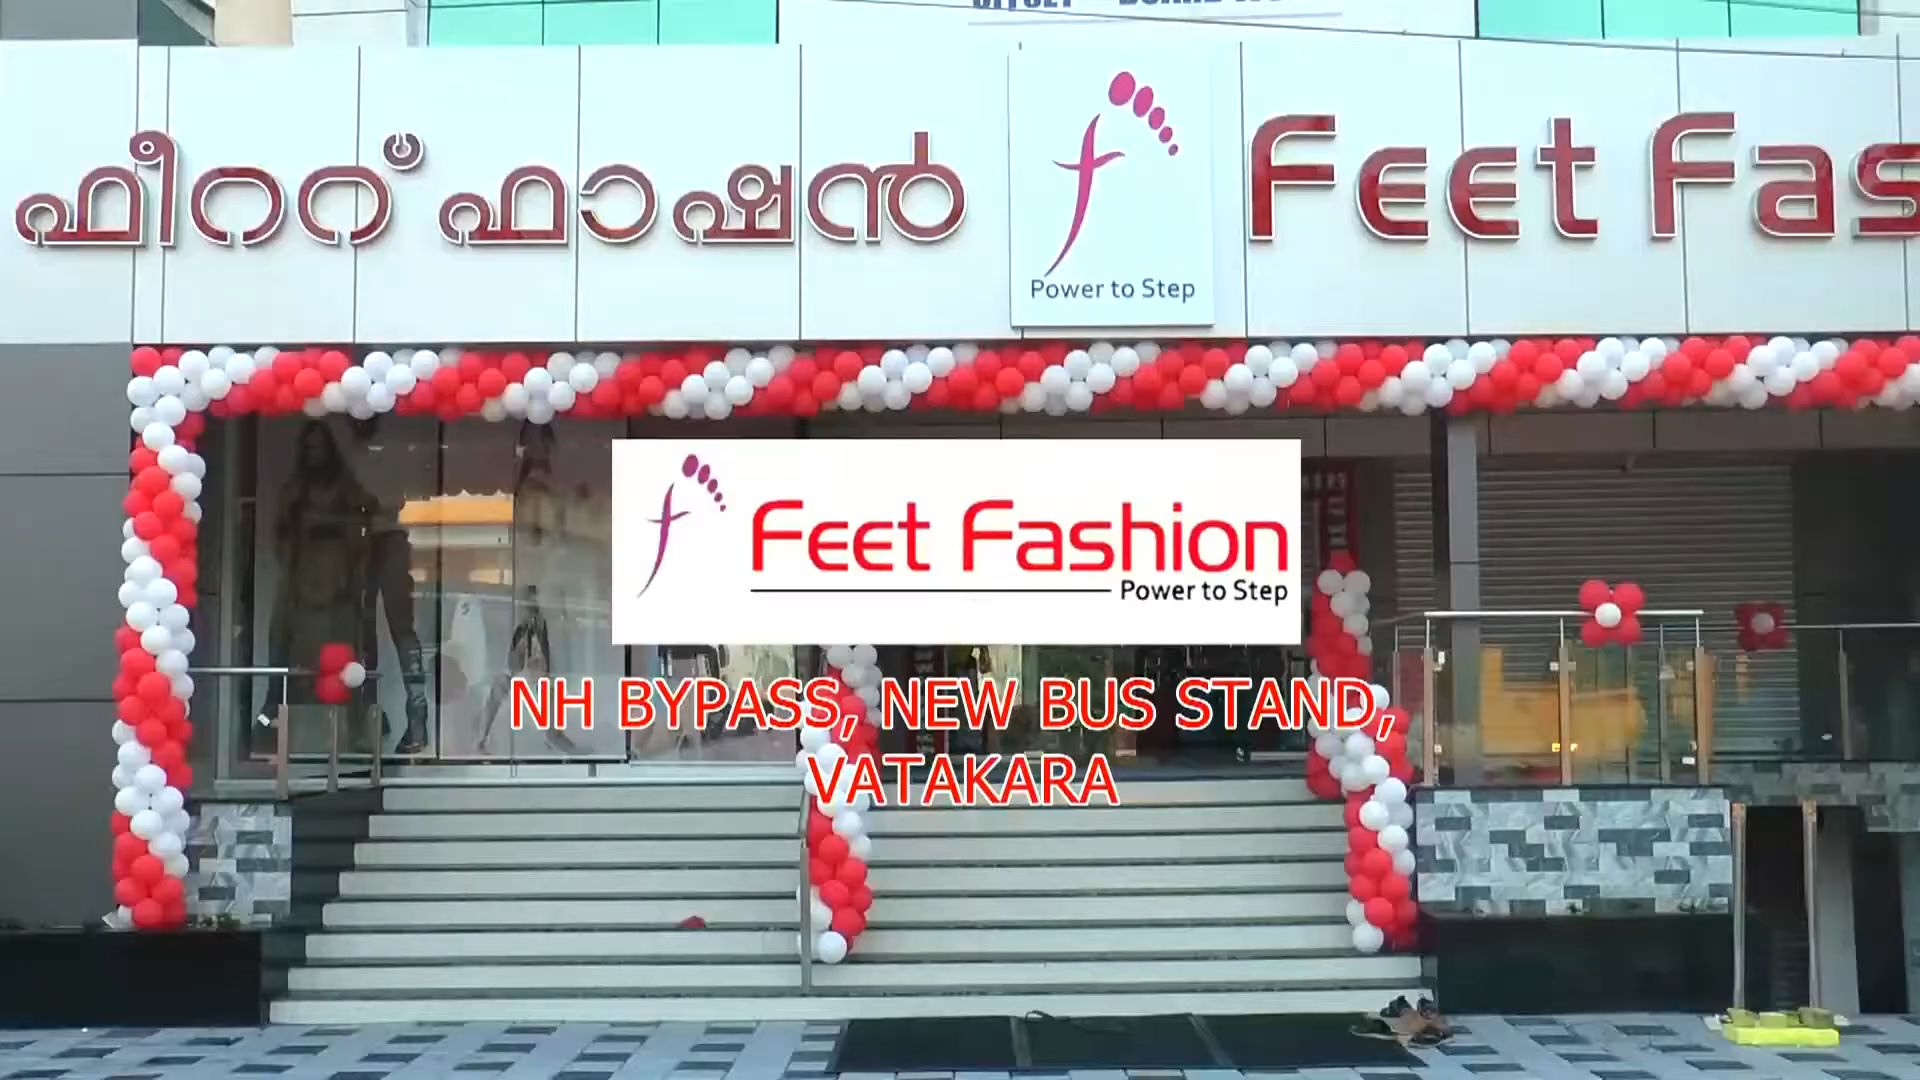 ഫീററ് ഫാഷൻ
Power to Step
Feet Fas
Feet Fashion
Power to Step
NH BYPASS, NEW BUS STAND,
VATAKARA